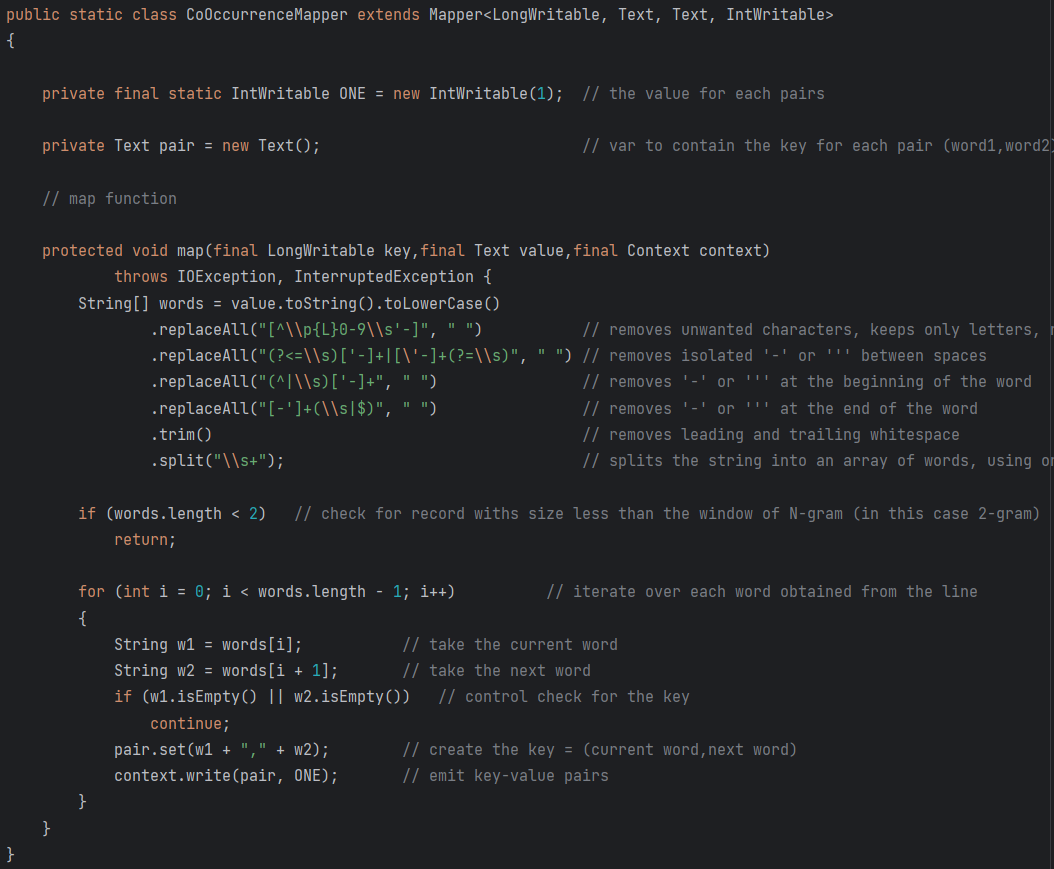 public static class CoOccurrenceMapper extends Mapper<LongWritable, Text, Text, IntWritable>
{
    private final static IntWritable ONE = new IntWritable(1);  // the value for each pairs
    private Text pair = new Text();                             // var to contain the key for each pair (word1,word2)
    // map function
    protected void map(final LongWritable key,final Text value,final Context context)
            throws IOException, InterruptedException {
        String[] words = value.toString().toLowerCase()
                .replaceAll("[^\\p{L}0-9\\s'-]", " ")           // removes unwanted characters, keeps only letters,
                .replaceAll("(?<=\\s)['-]+|[\'-]+(?=\\s)", " ") // removes isolated '-' or ''' between spaces
                .replaceAll("(^|\\s)['-]+", " ")                // removes '-' or ''' at the beginning of the word
                .replaceAll("[-']+(\\s|$)", " ")                // removes '-' or ''' at the end of the word
                .trim()                                         // removes leading and trailing whitespace
                .split("\\s+");                                 // splits the string into an array of words, using
        if (words.length < 2)   // check for record withs size less than the window of N-gram (in this case 2-gram)
            return;
        for (int i = 0; i < words.length - 1; i++)          // iterate over each word obtained from the line
        {
            String w1 = words[i];           // take the current word
            String w2 = words[i + 1];       // take the next word
            if (w1.isEmpty() || w2.isEmpty())   // control check for the key
                continue;
            pair.set(w1 + "," + w2);        // create the key = (current word,next word)
            context.write(pair, ONE);       // emit key-value pairs
        }
    }
}